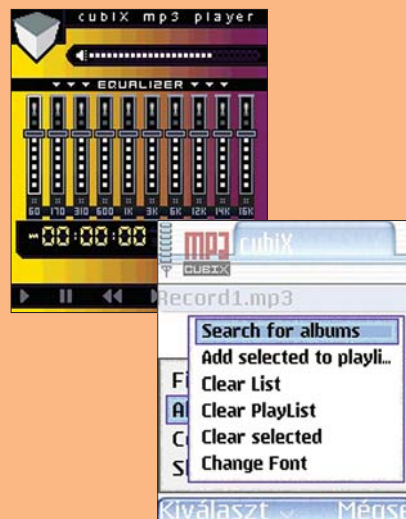 cubiX mp3 player
EQUALIZER
60 170 310 600 1K 3K 6K 12K 14K 16K
-00:00:00
MP3
CUBIX
cubiX
Record1.mp3
Search for albums
Add selected to playli...
Clear List
Clear PlayList
Clear selected
Change Font
Kiválaszt